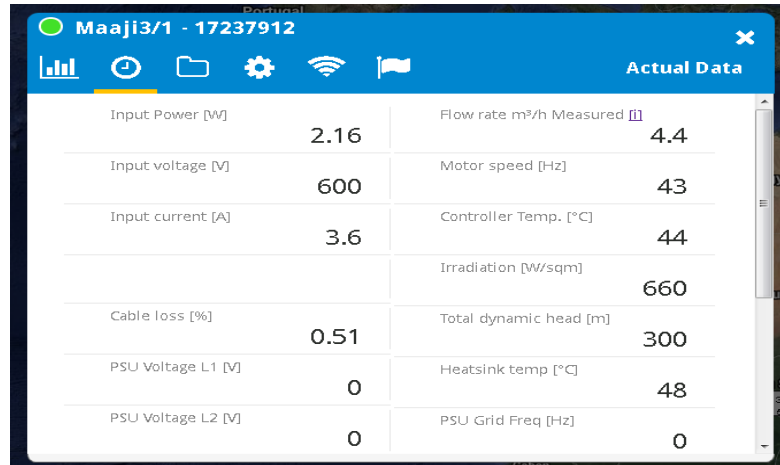 Portugal
Maaji3/1 - 17237912
Actual Data
Input Power [W]
2.16
Flow rate m³/h Measured [i]
4.4
Input voltage [V]
600
Motor speed [Hz]
43
Input current [A]
3.6
Controller Temp. [°C]
44
Irradiation [W/sqm]
660
Cable loss [%]
0.51
Total dynamic head [m]
300
PSU Voltage L1 [V]
0
Heatsink temp [°C]
48
PSU Voltage L2 [V]
0
PSU Grid Freq [Hz]
0